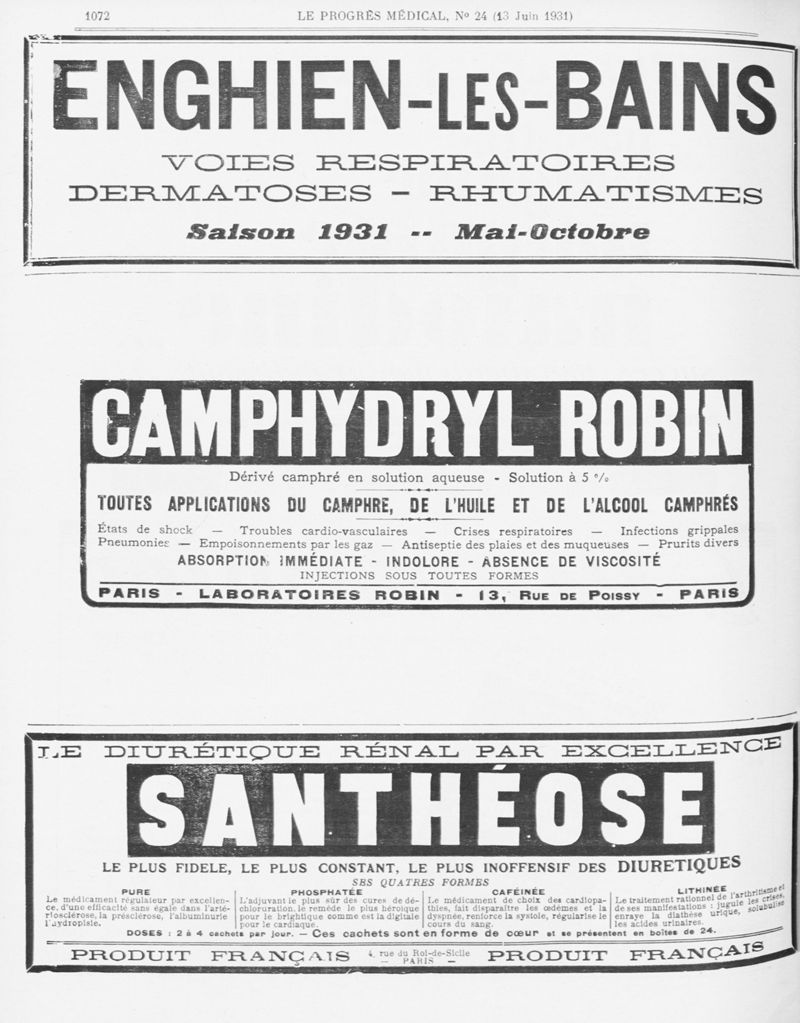 1072
LE PROGRÈS MÉDICAL, No 24 (13 Juin 1931)
ENGHIEN-LES-BAINS
VOIES RESPIRATOIRES
DERMATOSES - RHUMATISMES
Saison 1931 -- Mai-Octobre
CAMPHYDRYL ROBIN
Dérivé camphré en solution aqueuse - Solution à 5 %
TOUTES APPLICATIONS DU CAMPHRE, DE L'HUILE ET DE L'ALCOOL CAMPHRÉS
États de shock — Troubles cardio-vasculaires — Crises respiratoires — Infections grippales
Pneumonies — Empoisonnements par les gaz — Antiseptie des plaies et des muqueuses — Prurits divers
ABSORPTION IMMÉDIATE - INDOLORE - ABSENCE DE VISCOSITÉ
INJECTIONS SOUS TOUTES FORMES
PARIS - LABORATOIRES ROBIN - 13, RUE DE POISSY - PARIS
LE DIURÉTIQUE RÉNAL PAR EXCELLENCE
SANTHÉOSE
LE PLUS FIDELE, LE PLUS CONSTANT, LE PLUS INOFFENSIF DES DIURETIQUES
SES QUATRE FORMES
PURE
Le médicament régulateur par excellen-
ce, d'une efficacité sans égale dans l'arté-
riosclérose, la présclérose, l'albuminurie
l'hydropisie.
PHOSPHATÉE
L'adjuvant le plus sûr des cures de dé-
chloruration, le remède le plus héroïque
pour le brightique comme est la digitale
pour le cardiaque.
CAFÉINÉE
Le médicament de choix des cardiopa-
thies, fait disparaître les œdèmes et la
dyspnée, renforce la systole, régularise le
cours du sang.
LITHINÉE
Le traitement rationnel de l'arthritisme et
de ses manifestations : jugule les crises,
enraye la diathèse urique, solubilise
les acides urinaires.
DOSES : 2 à 4 cachets par jour. — Ces cachets sont en forme de cœur et se présentent en boîtes de 24.
PRODUIT FRANÇAIS
4, rue du Roi-de-Sicile
— PARIS —
PRODUIT FRANÇAIS